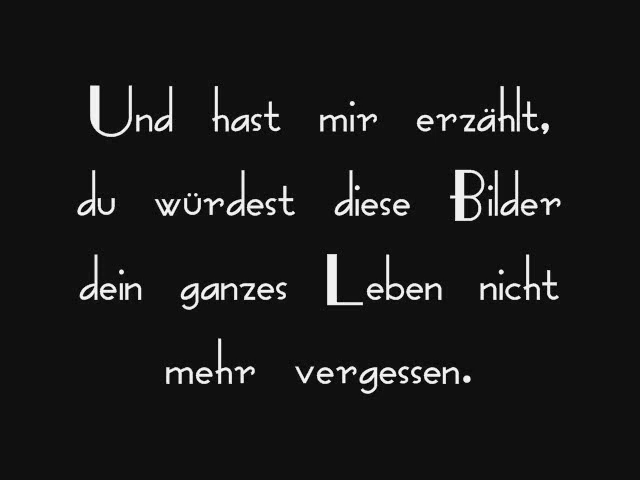 Und hast mir erzählt,
du würdest diese Bilder
dein ganzes Leben nicht
mehr vergessen.